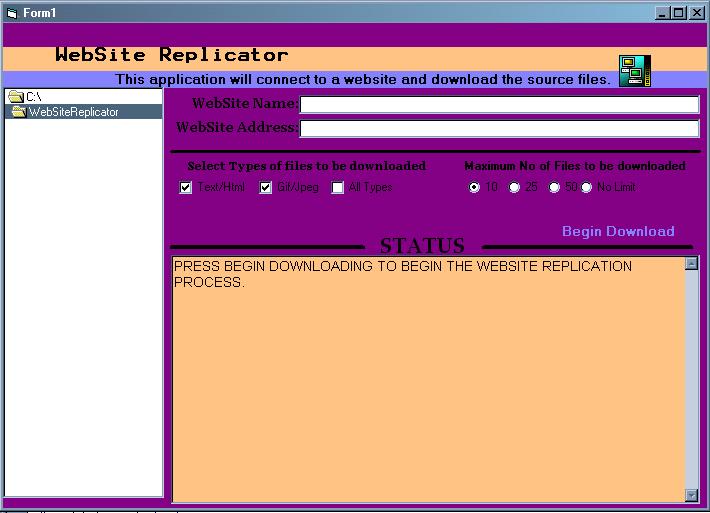 Form1
WebSite Replicator
This application will connect to a website and download the source files.
C:\
WebSiteReplicator
WebSite Name:
WebSite Address:
Select Types of files to be downloaded
Maximum No of Files to be downloaded
Text/Html Gif/Jpeg All Types
10 25 50 No Limit
Begin Download
STATUS
PRESS BEGIN DOWNLOADING TO BEGIN THE WEBSITE REPLICATION
PROCESS.